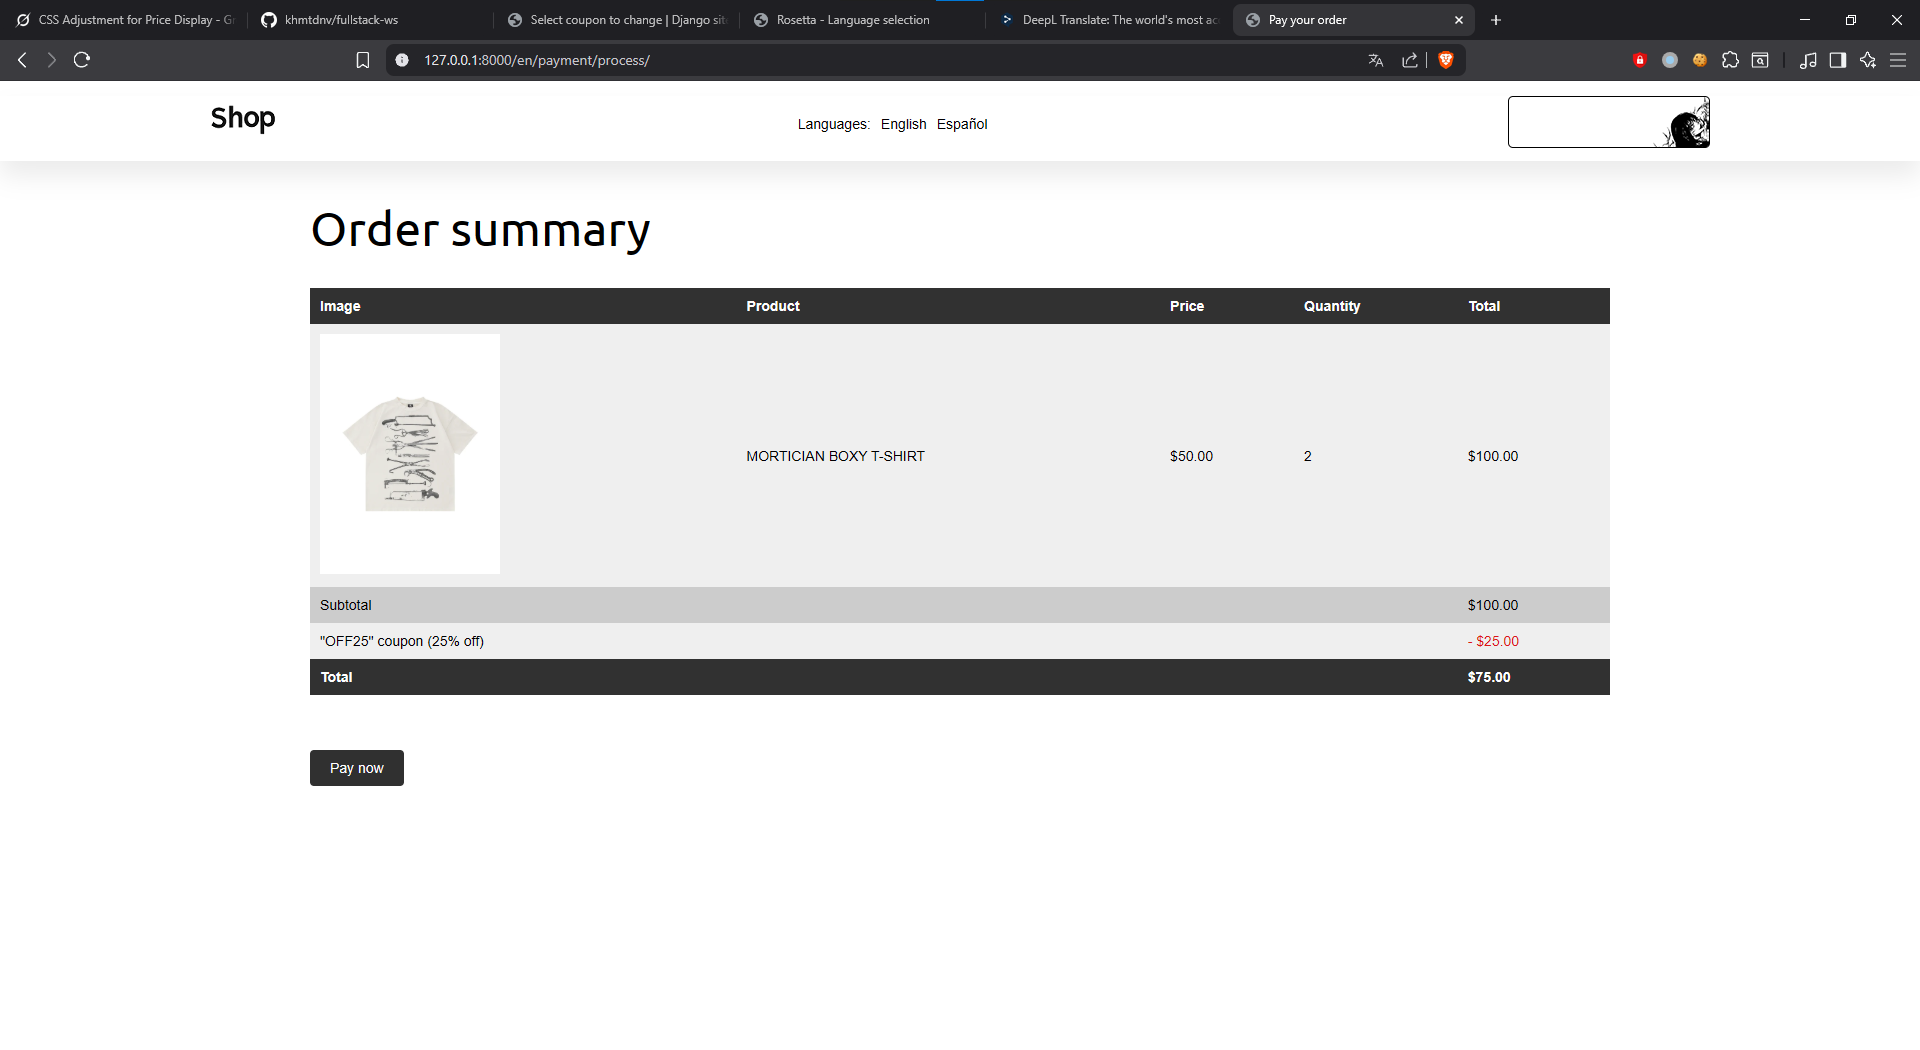 CSS Adjustment for Price Display - Gr
khmtdnv/fullstack-ws
Select coupon to change | Django sit
Rosetta - Language selection
DeepL Translate: The world's most ac
Pay your order
127.0.0.1:8000/en/payment/process/
Shop
Languages: English Español
Order summary
Image Product Price Quantity Total
MORTICIAN BOXY T-SHIRT $50.00 2 $100.00
Subtotal $100.00
"OFF25" coupon (25% off) - $25.00
Total $75.00
Pay now